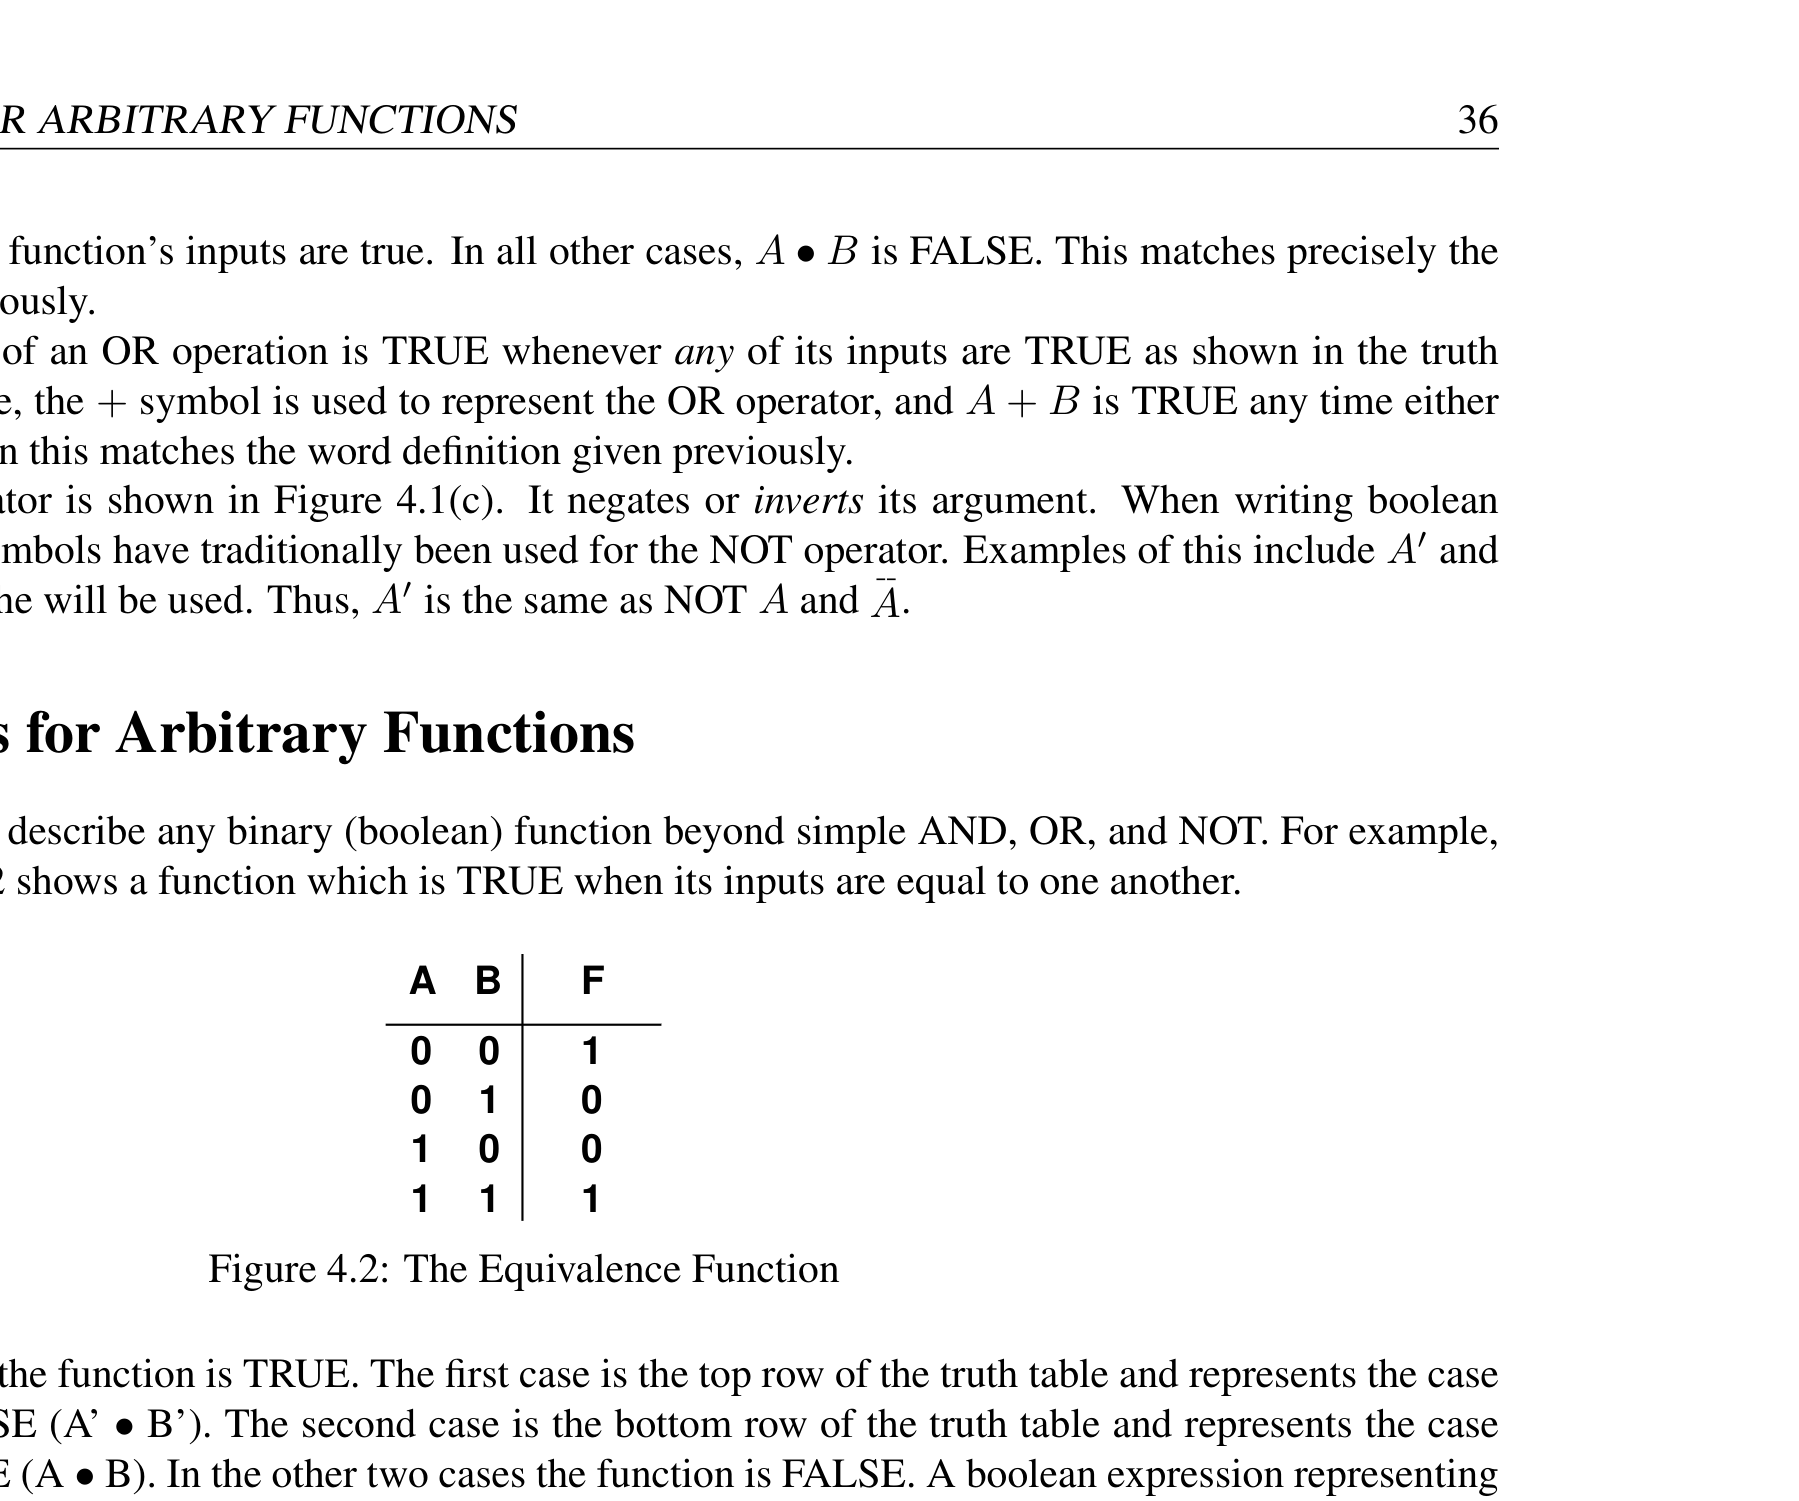 R ARBITRARY FUNCTIONS 36
function’s inputs are true. In all other cases, A • B is FALSE. This matches precisely the
ously.
of an OR operation is TRUE whenever any of its inputs are TRUE as shown in the truth
e, the + symbol is used to represent the OR operator, and A + B is TRUE any time either
n this matches the word definition given previously.
ator is shown in Figure 4.1(c). It negates or inverts its argument. When writing boolean
mbols have traditionally been used for the NOT operator. Examples of this include A′ and
ne will be used. Thus, A′ is the same as NOT A and Ā.
s for Arbitrary Functions
describe any binary (boolean) function beyond simple AND, OR, and NOT. For example,
2 shows a function which is TRUE when its inputs are equal to one another.
A B F
0 0 1
0 1 0
1 0 0
1 1 1
Figure 4.2: The Equivalence Function
the function is TRUE. The first case is the top row of the truth table and represents the case
SE (A’ • B’). The second case is the bottom row of the truth table and represents the case
E (A • B). In the other two cases the function is FALSE. A boolean expression representing